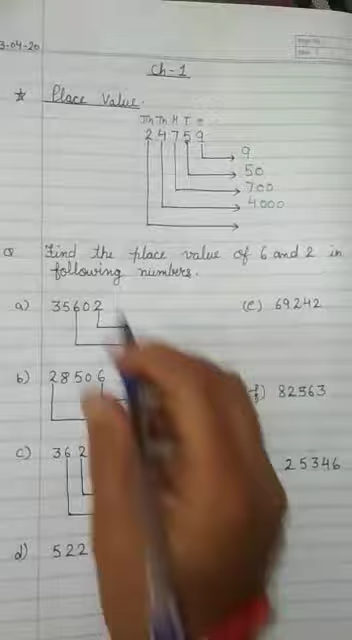 3-04-20
Ch-1
☆ Place Value.
Th Th H T O
2 4 7 5 9
9
50
700
4000
Q Find the place value of 6 and 2 in
following numbers.
a) 35602
(e) 69242
b) 28506
f) 82563
c) 362
25346
d) 522